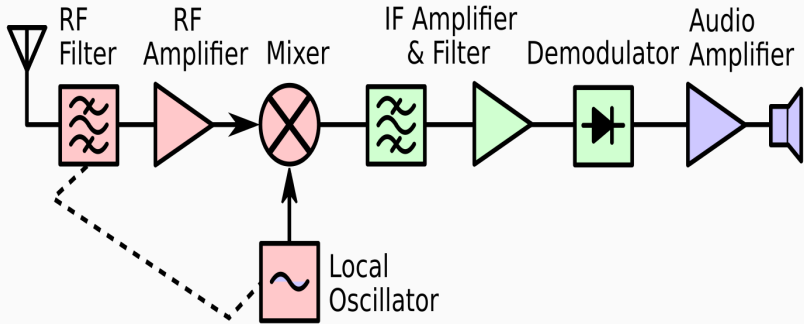 RF
Filter
RF
Amplifier
Mixer
IF Amplifier
& Filter
Demodulator
Audio
Amplifier
Local
Oscillator